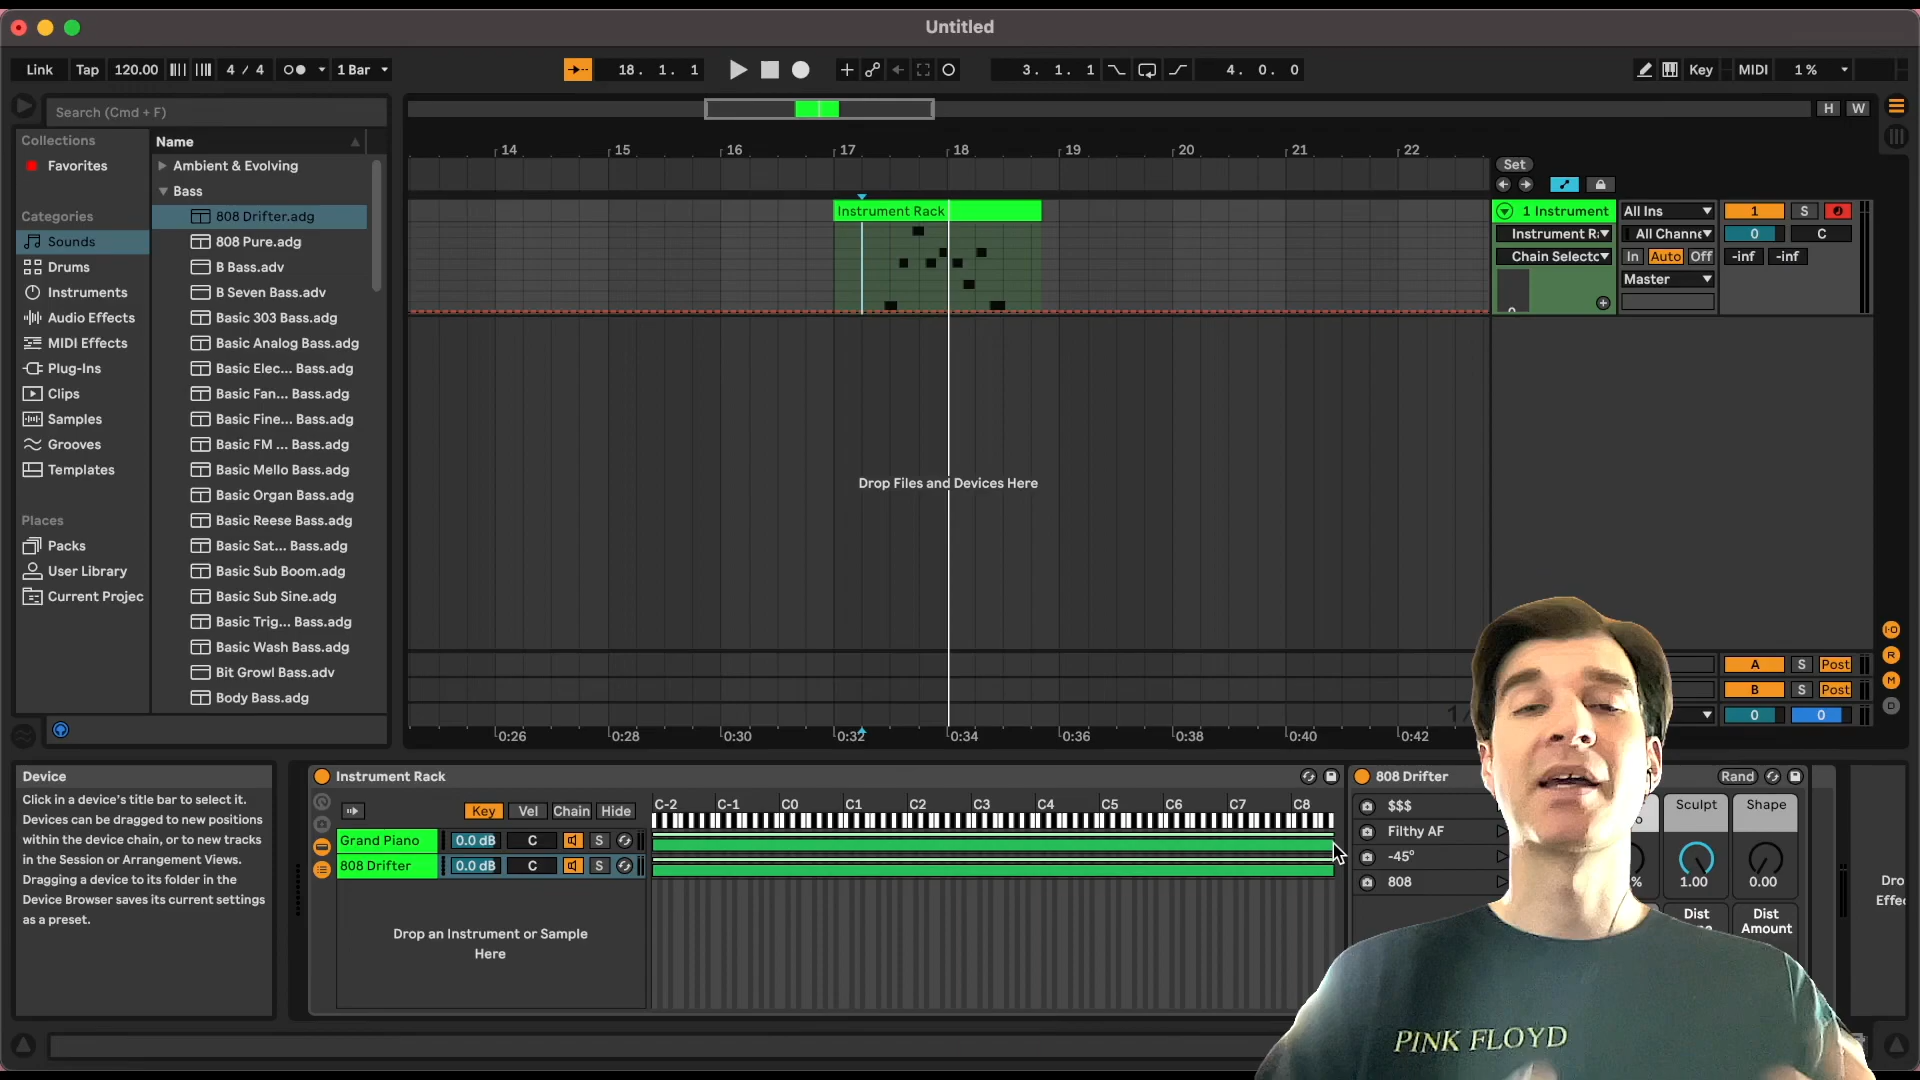 Untitled
Link Tap 120.00 4 / 4 1 Bar 18. 1. 1 3. 1. 1 4. 0. 0 Key MIDI 1 %
Search (Cmd + F)
H W
Collections
Favorites
Categories
Sounds
Drums
Instruments
Audio Effects
MIDI Effects
Plug-Ins
Clips
Samples
Grooves
Templates
Places
Packs
User Library
Current Projec
Name
Ambient & Evolving
Bass
808 Drifter.adg
808 Pure.adg
B Bass.adv
B Seven Bass.adv
Basic 303 Bass.adg
Basic Analog Bass.adg
Basic Elec... Bass.adg
Basic Fan... Bass.adg
Basic Fine... Bass.adg
Basic FM ... Bass.adg
Basic Mello Bass.adg
Basic Organ Bass.adg
Basic Reese Bass.adg
Basic Sat... Bass.adg
Basic Sub Boom.adg
Basic Sub Sine.adg
Basic Trig... Bass.adg
Basic Wash Bass.adg
Bit Growl Bass.adv
Body Bass.adg
14 15 16 17 18 19 20 21 22
Set
Instrument Rack
1 Instrument All Ins 1 S
Instrument R All Channe 0 C
Chain Selecto In Auto Off -inf -inf
Master
Drop Files and Devices Here
A S Post
B S Post
0 0
I-O
R
M
D
0:26 0:28 0:30 0:32 0:34 0:36 0:38 0:40 0:42
Device
Click in a device's title bar to select it.
Devices can be dragged to new positions
within the device chain, or to new tracks
in the Session or Arrangement Views.
Dragging a device to its folder in the
Device Browser saves its current settings
as a preset.
Instrument Rack
Key Vel Chain Hide
C-2 C-1 C0 C1 C2 C3 C4 C5 C6 C7 C8
Grand Piano 0.0 dB C S
808 Drifter 0.0 dB C S
Drop an Instrument or Sample
Here
808 Drifter Rand
$$$
Filthy AF
-45°
808
Sculpt Shape
% 1.00 0.00
Dist Dist
Amount
Dro
Effe
PINK FLOYD